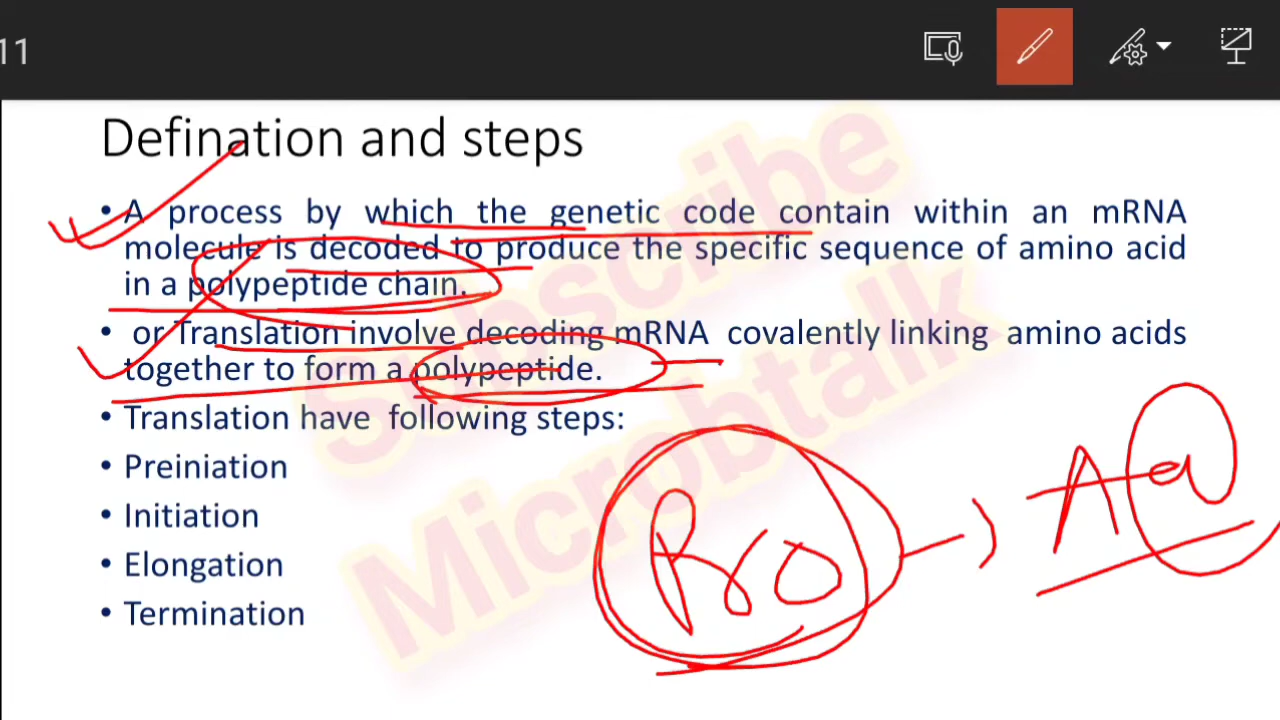 11
Defination and steps
• A process by which the genetic code contain within an mRNA
molecule is decoded to produce the specific sequence of amino acid
in a polypeptide chain.
• or Translation involve decoding mRNA covalently linking amino acids
together to form a polypeptide.
• Translation have following steps:
• Preiniation
• Initiation
• Elongation
• Termination
Pro
Aa
Subscribe
Microbtalk